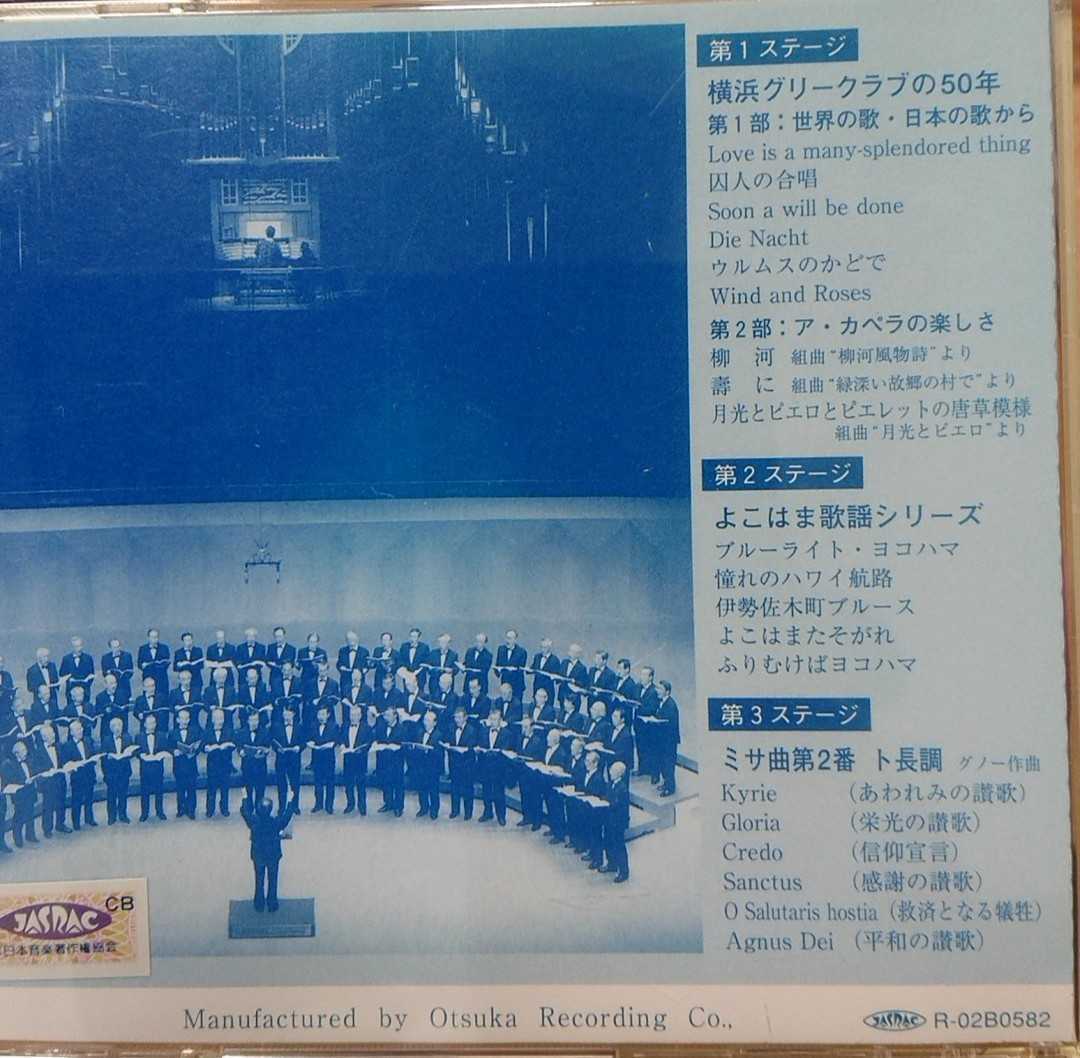 第1ステージ
横浜グリークラブの50年
第1部：世界の歌・日本の歌から
Love is a many-splendored thing
囚人の合唱
Soon a will be done
Die Nacht
ウルムスのかどで
Wind and Roses
第2部：ア・カペラの楽しさ
柳　河　組曲“柳河風物詩”より
壽　に　組曲“緑深い故郷の村で”より
月光とピエロとピエレットの唐草模様
組曲“月光とピエロ”より
第2ステージ
よこはま歌謡シリーズ
ブルーライト・ヨコハマ
憧れのハワイ航路
伊勢佐木町ブルース
よこはまたそがれ
ふりむけばヨコハマ
第3ステージ
ミサ曲第2番　ト長調　グノー作曲
Kyrie　（あわれみの讃歌）
Gloria　（栄光の讃歌）
Credo　（信仰宣言）
Sanctus　（感謝の讃歌）
O Salutaris hostia（救済となる犠牲）
Agnus Dei　（平和の讃歌）
CB
JASRAC
日本音楽著作権協会
Manufactured by Otsuka Recording Co.,
JASRAC R-02B0582